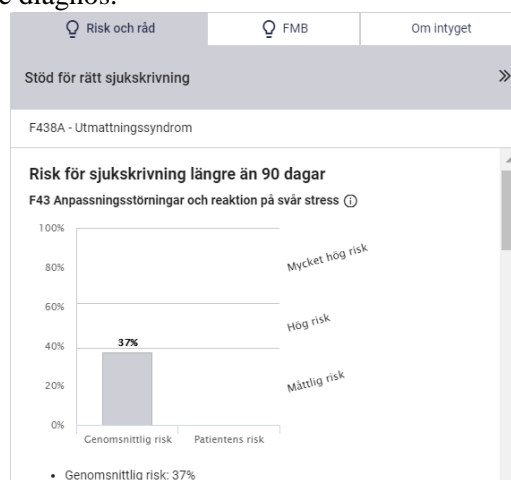 diagnos.
Risk och råd FMB Om intyget
Stöd för rätt sjukskrivning
F438A - Utmattningssyndrom
Risk för sjukskrivning längre än 90 dagar
F43 Anpassningsstörningar och reaktion på svår stress
100%
80%
Mycket hög risk
60%
Hög risk
40%
37%
Måttlig risk
20%
0%
Genomsnittlig risk Patientens risk
• Genomsnittlig risk: 37%